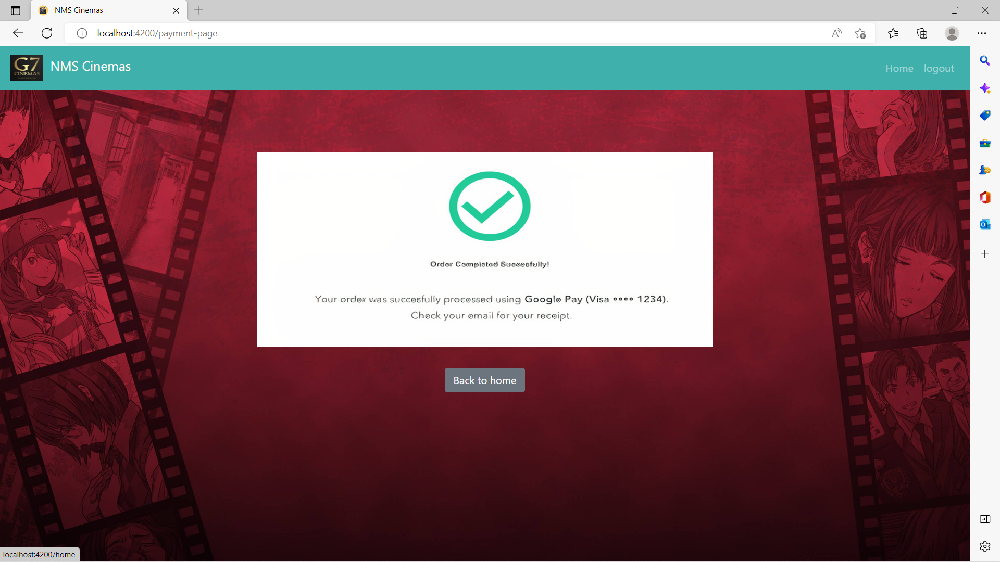 NMS Cinemas
localhost:4200/payment-page
G7
CINEMAS
NMS Cinemas
Home logout
Order Completed Succesfully!
Your order was succesfully processed using Google Pay (Visa •••• 1234).
Check your email for your receipt.
Back to home
localhost:4200/home